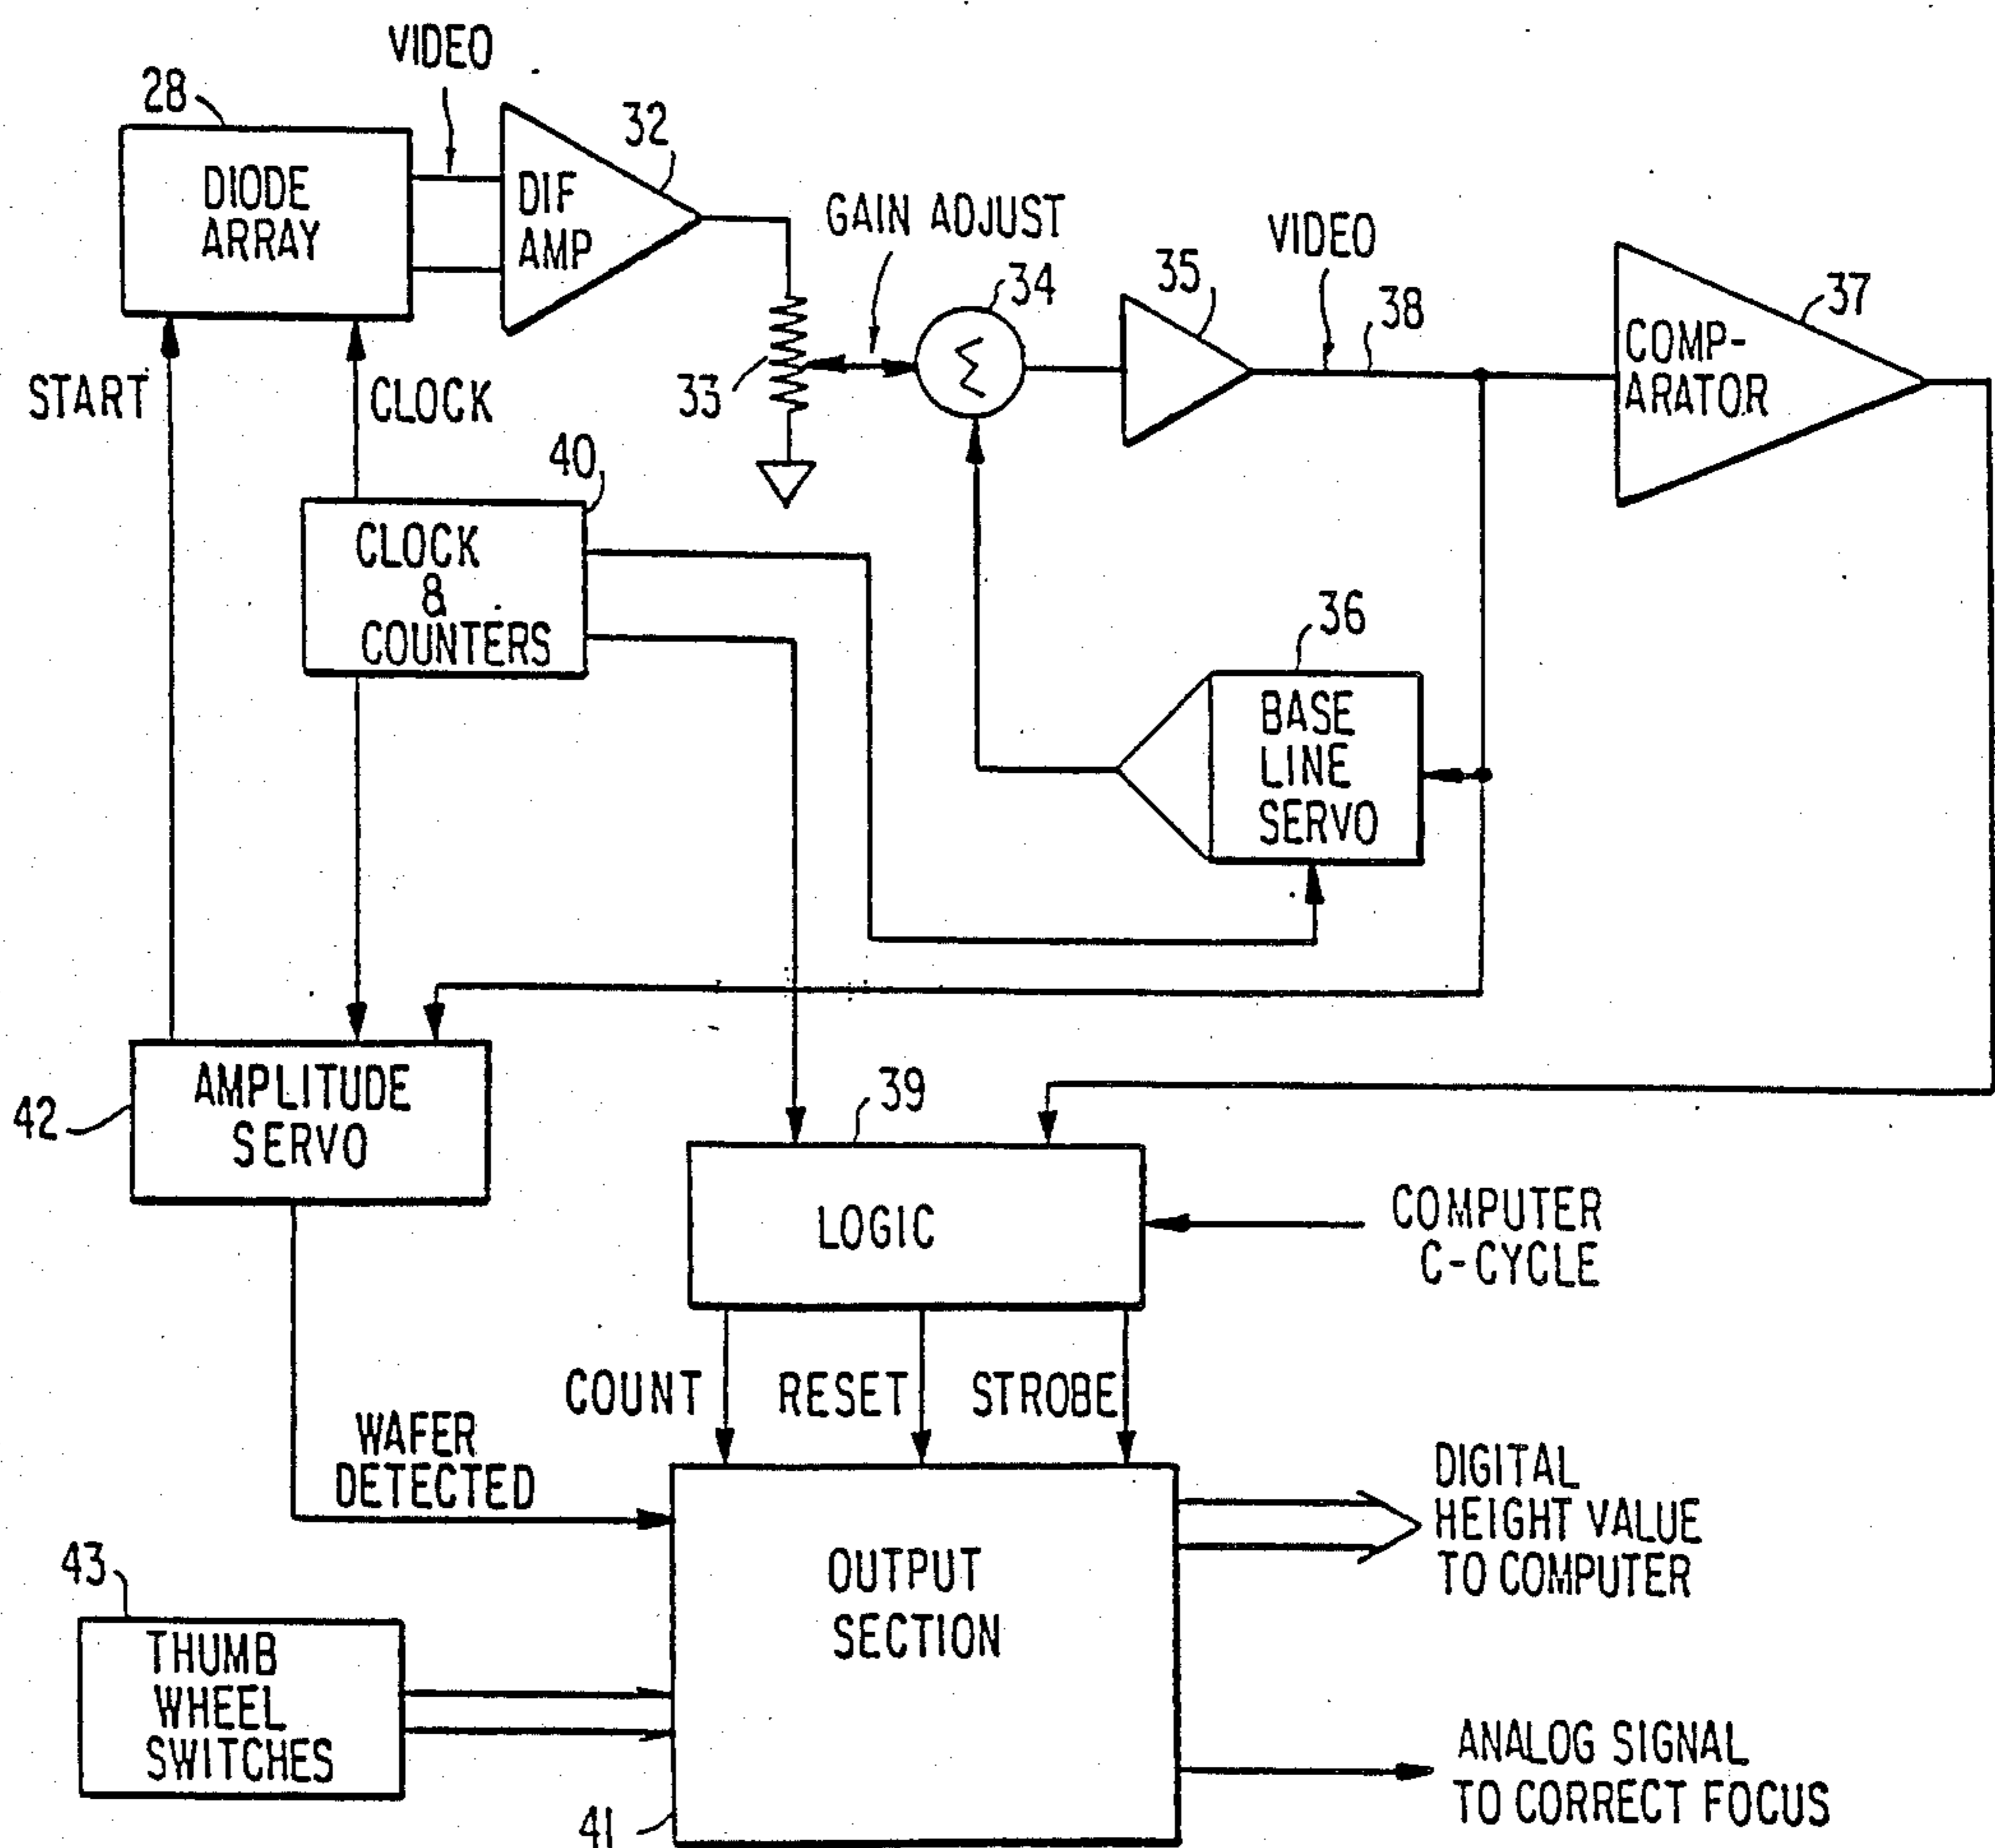 VIDEO
28
DIODE
ARRAY
DIF
AMP
32
GAIN ADJUST
33
34
35
VIDEO
38
COMP-
ARATOR
37
START
CLOCK
40
CLOCK
&
COUNTERS
36
BASE
LINE
SERVO
42
AMPLITUDE
SERVO
39
LOGIC
COMPUTER
C-CYCLE
COUNT
RESET
STROBE
WAFER
DETECTED
43
THUMB
WHEEL
SWITCHES
OUTPUT
SECTION
41
DIGITAL
HEIGHT VALUE
TO COMPUTER
ANALOG SIGNAL
TO CORRECT FOCUS